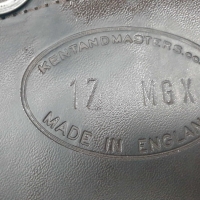 KENTANDMASTERS.CO
17 MGX
MADE IN ENGLAND